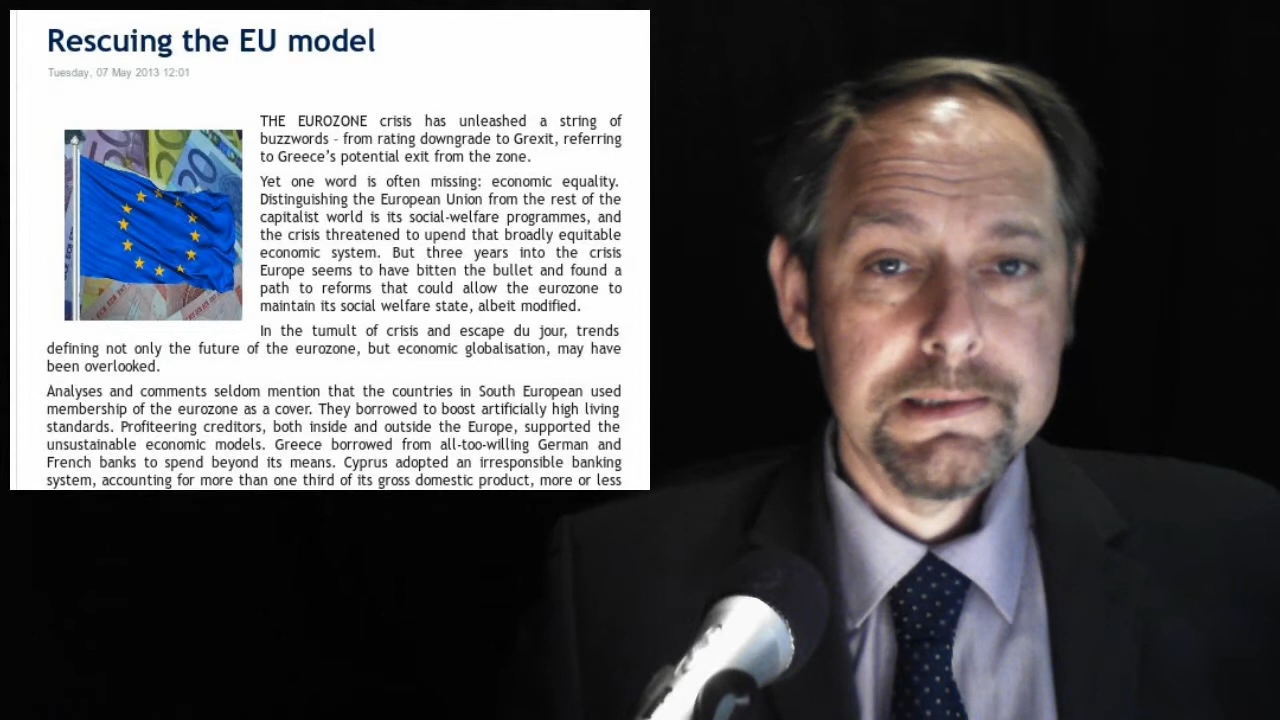 Rescuing the EU model
Tuesday, 07 May 2013 12:01
THE EUROZONE crisis has unleashed a string of
buzzwords - from rating downgrade to Grexit, referring
to Greece's potential exit from the zone.
Yet one word is often missing: economic equality.
Distinguishing the European Union from the rest of the
capitalist world is its social-welfare programmes, and
the crisis threatened to upend that broadly equitable
economic system. But three years into the crisis
Europe seems to have bitten the bullet and found a
path to reforms that could allow the eurozone to
maintain its social welfare state, albeit modified.
In the tumult of crisis and escape du jour, trends
defining not only the future of the eurozone, but economic globalisation, may have
been overlooked.
Analyses and comments seldom mention that the countries in South European used
membership of the eurozone as a cover. They borrowed to boost artificially high living
standards. Profiteering creditors, both inside and outside the Europe, supported the
unsustainable economic models. Greece borrowed from all-too-willing German and
French banks to spend beyond its means. Cyprus adopted an irresponsible banking
system, accounting for more than one third of its gross domestic product, more or less